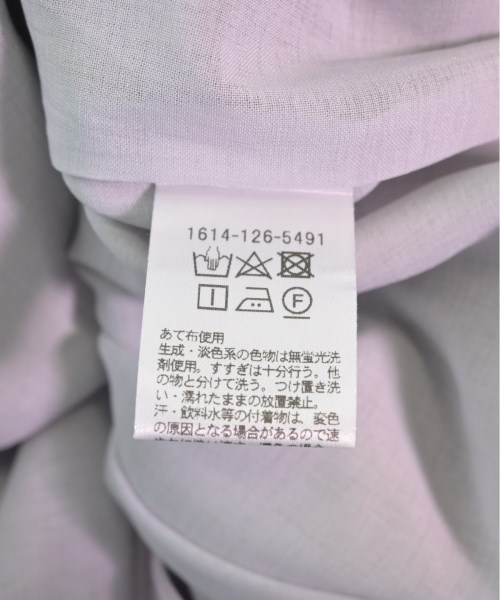 1614-126-5491
F
あて布使用
生成・淡色系の色物は無蛍光洗
剤使用。すすぎは十分行う。他
の物と分けて洗う。つけ置き洗
い・濡れたままの放置禁止。
汗・飲料水等の付着物は、変色
の原因となる場合があるので速